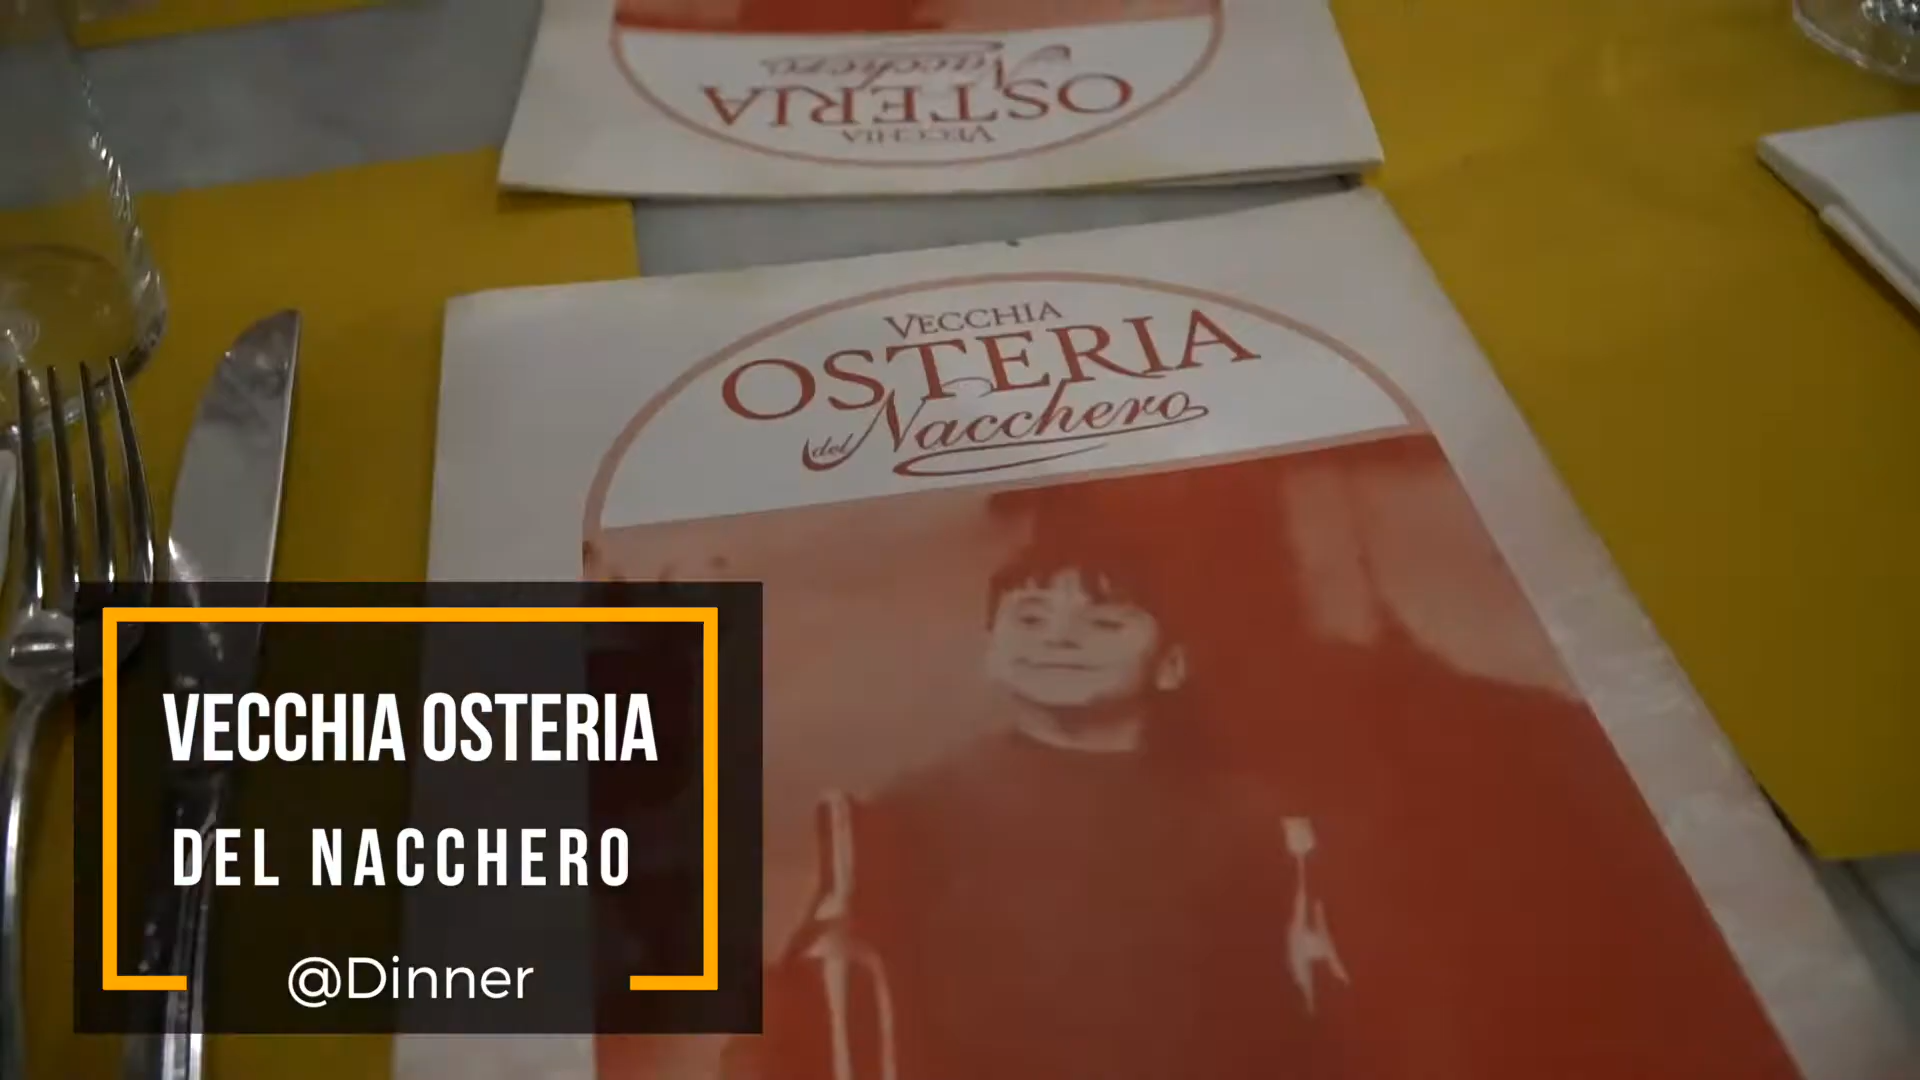 Nacchero
OSTERIA
VECCHIA
VECCHIA
OSTERIA
del Nacchero
VECCHIA OSTERIA
DEL NACCHERO
@Dinner